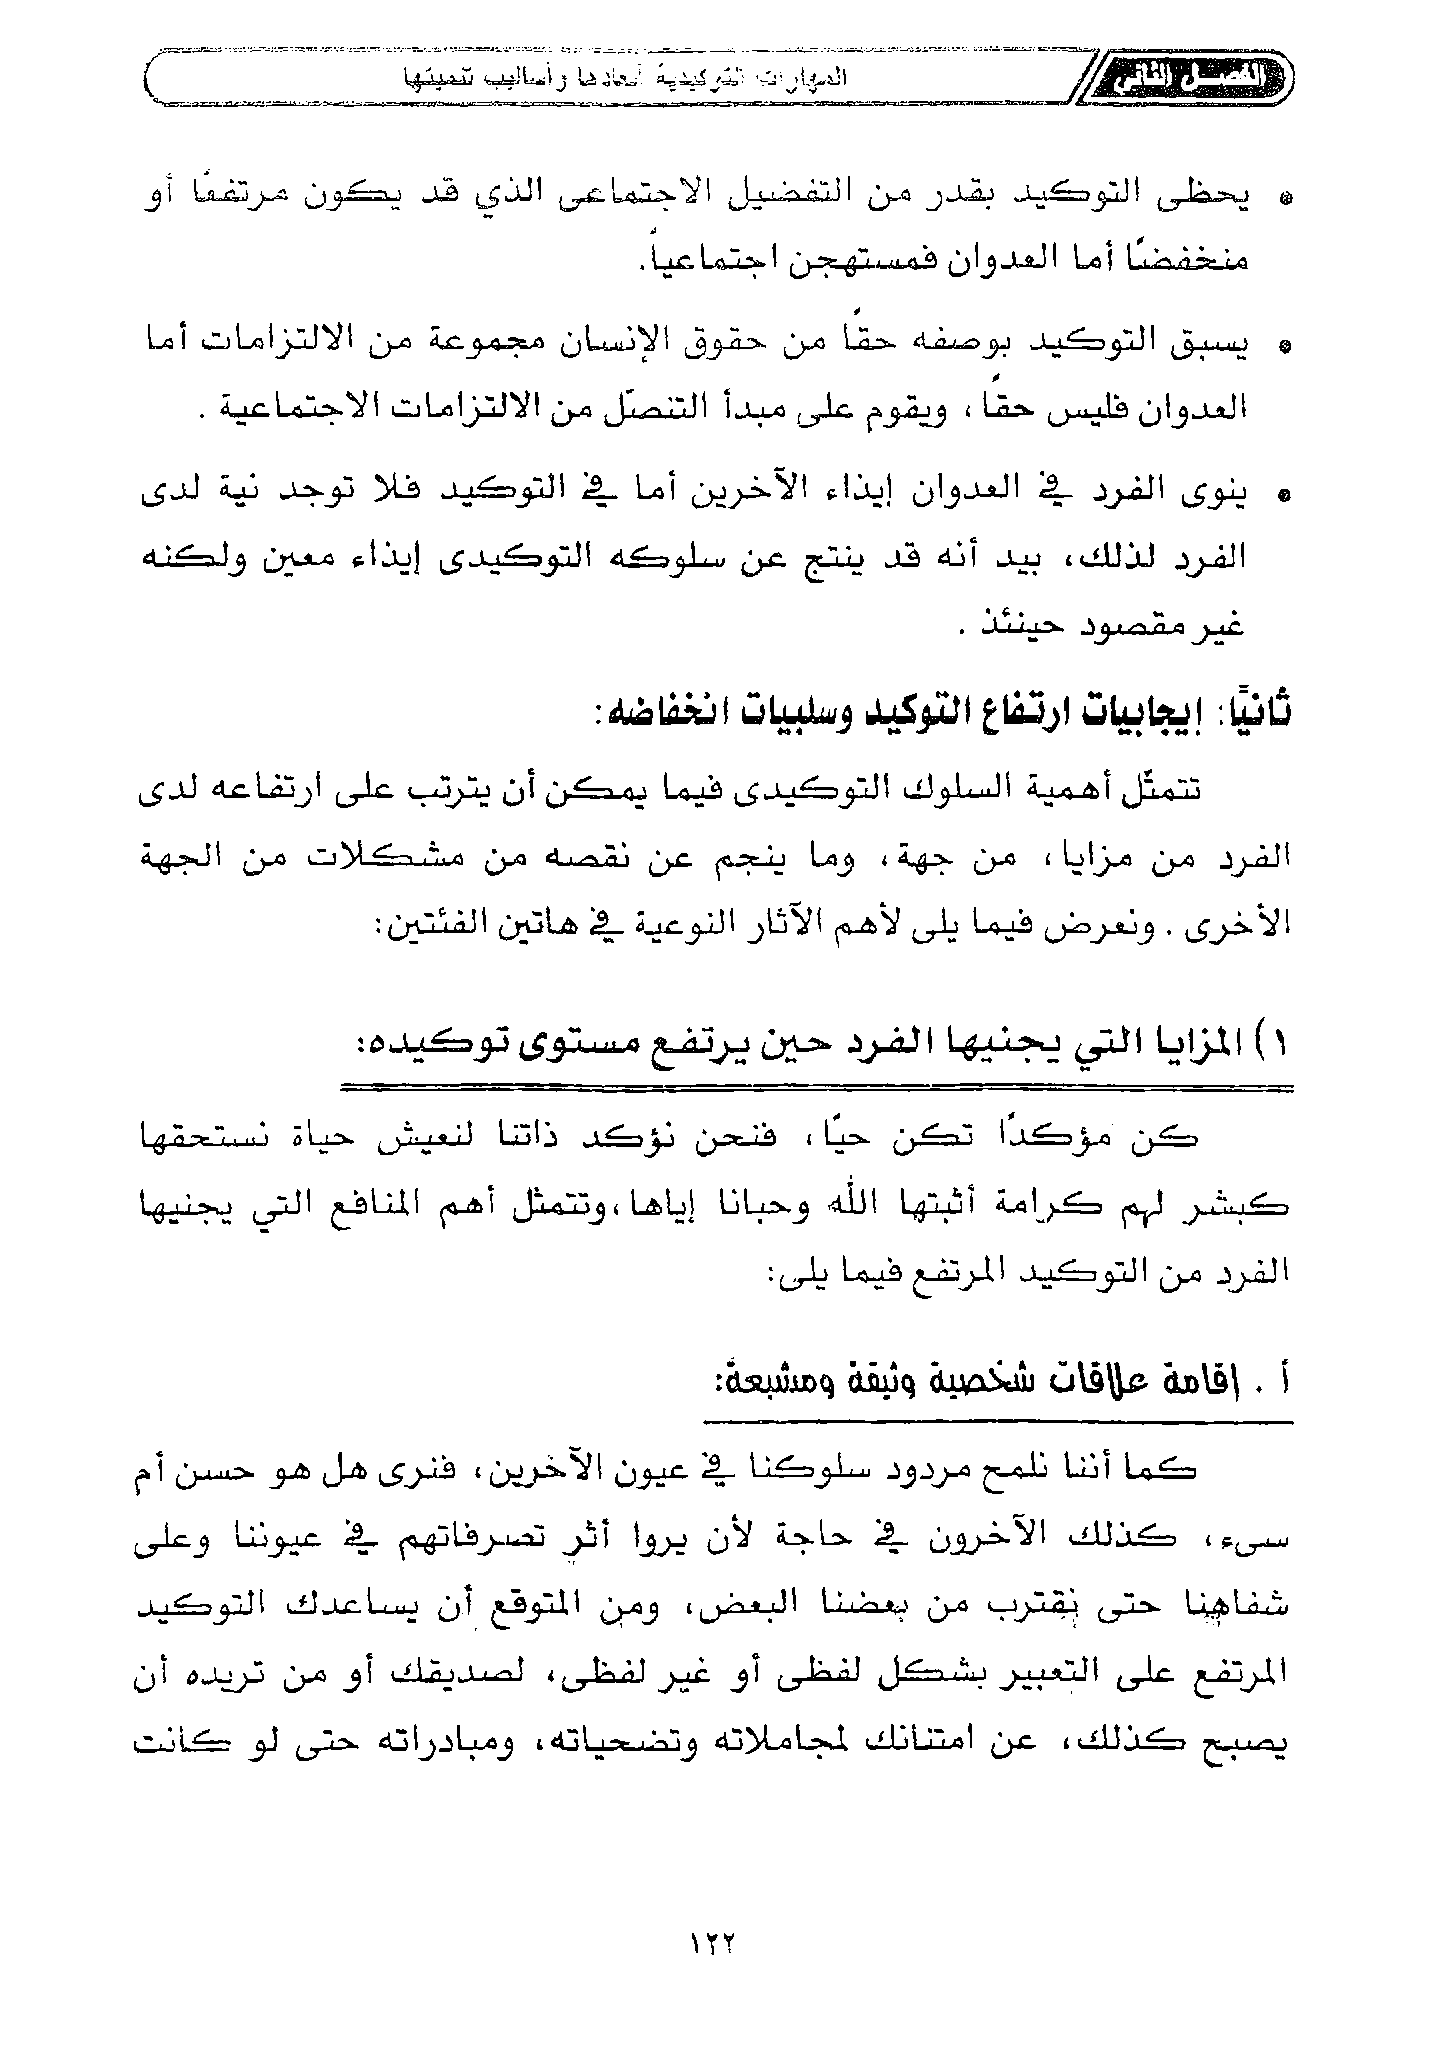 الفصل الثاني
المهارات التوكيدية أبعادها وأساليب تنميتها
* يحظى التوكيد بقدر من التفضيل الاجتماعى الذي قد يكون مرتفعًا أو
منخفضًا أما العدوان فمستهجن اجتماعياً.
* يسبق التوكيد بوصفه حقًا من حقوق الإنسان مجموعة من الالتزامات أما
العدوان فليس حقًا، ويقوم على مبدأ التنصّل من الالتزامات الاجتماعية .
* ينوى الفرد في العدوان إيذاء الآخرين أما في التوكيد فلا توجد نية لدى
الفرد لذلك، بيد أنه قد ينتج عن سلوكه التوكيدى إيذاء معين ولكنه
غير مقصود حينئذ .
ثانيًا: إيجابيات ارتفاع التوكيد وسلبيات انخفاضه:
تتمثّل أهمية السلوك التوكيدى فيما يمكن أن يترتب على ارتفاعه لدى
الفرد من مزايا، من جهة، وما ينجم عن نقصه من مشكلات من الجهة
الأخرى . ونعرض فيما يلى لأهم الآثار النوعية في هاتين الفئتين:
١) المزايا التي يجنيها الفرد حين يرتفع مستوى توكيده:
كن مؤكدًا تكن حيًا، فنحن نؤكد ذاتنا لنعيش حياة نستحقها
كبشر لهم كرامة أثبتها الله وحبانا إياها،وتتمثل أهم المنافع التي يجنيها
الفرد من التوكيد المرتفع فيما يلى:
أ . إقامة علاقات شخصية وثيقة ومشبعة:
كما أننا نلمح مردود سلوكنا في عيون الآخرين، فنرى هل هو حسن أم
سىء، كذلك الآخرون في حاجة لأن يروا أثر تصرفاتهم في عيوننا وعلى
شفاهنا حتى نقترب من بعضنا البعض، ومن المتوقع أن يساعدك التوكيد
المرتفع على التعبير بشكل لفظى أو غير لفظى، لصديقك أو من تريده أن
يصبح كذلك، عن امتنانك لمجاملاته وتضحياته، ومبادراته حتى لو كانت
١٢٢